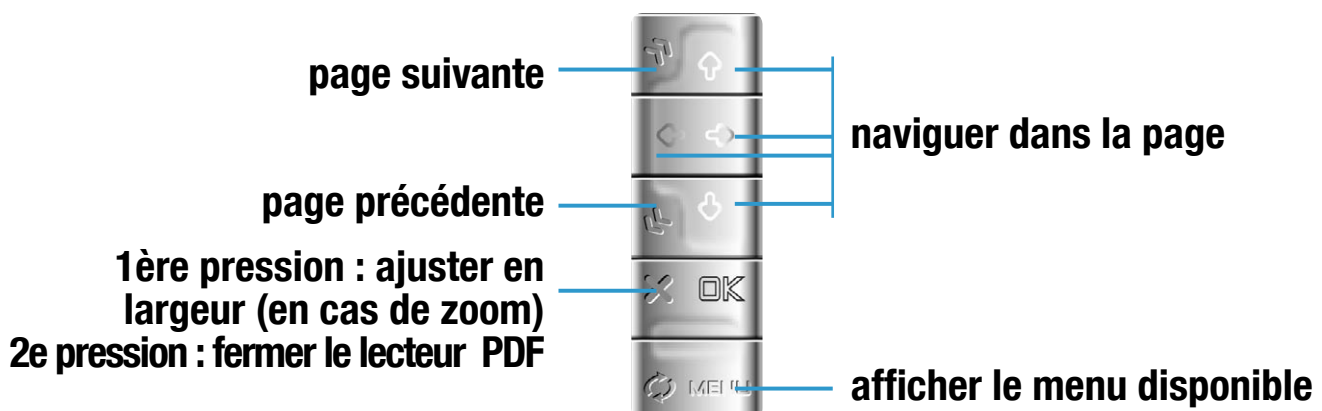 page suivante
naviguer dans la page
page précédente
1ère pression : ajuster en
largeur (en cas de zoom)
2e pression : fermer le lecteur PDF
OK
MENU
afficher le menu disponible